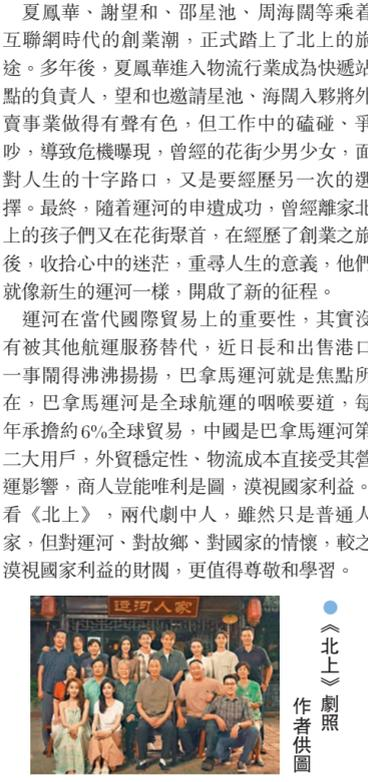 夏鳳華、謝望和、邵星池、周海闊等乘着
互聯網時代的創業潮，正式踏上了北上的旅
途。多年後，夏鳳華進入物流行業成為快遞站
點的負責人，望和也邀請星池、海闊入夥將外
賣事業做得有聲有色，但工作中的磕碰、爭
吵，導致危機曝現，曾經的花街少男少女，面
對人生的十字路口，又是要經歷另一次的選
擇。最終，隨着運河的申遺成功，曾經離家北
上的孩子們又在花街聚首，在經歷了創業之旅
後，收拾心中的迷茫，重尋人生的意義，他們
就像新生的運河一樣，開啟了新的征程。
運河在當代國際貿易上的重要性，其實沒
有被其他航運服務替代，近日長和出售港口
一事鬧得沸沸揚揚，巴拿馬運河就是焦點所
在，巴拿馬運河是全球航運的咽喉要道，每
年承擔約6%全球貿易，中國是巴拿馬運河第
二大用戶，外貿穩定性、物流成本直接受其營
運影響，商人豈能唯利是圖，漠視國家利益。
看《北上》，兩代劇中人，雖然只是普通人
家，但對運河、對故鄉、對國家的情懷，較之
漠視國家利益的財閥，更值得尊敬和學習。
運河人家
●《北上》劇照
作者供圖